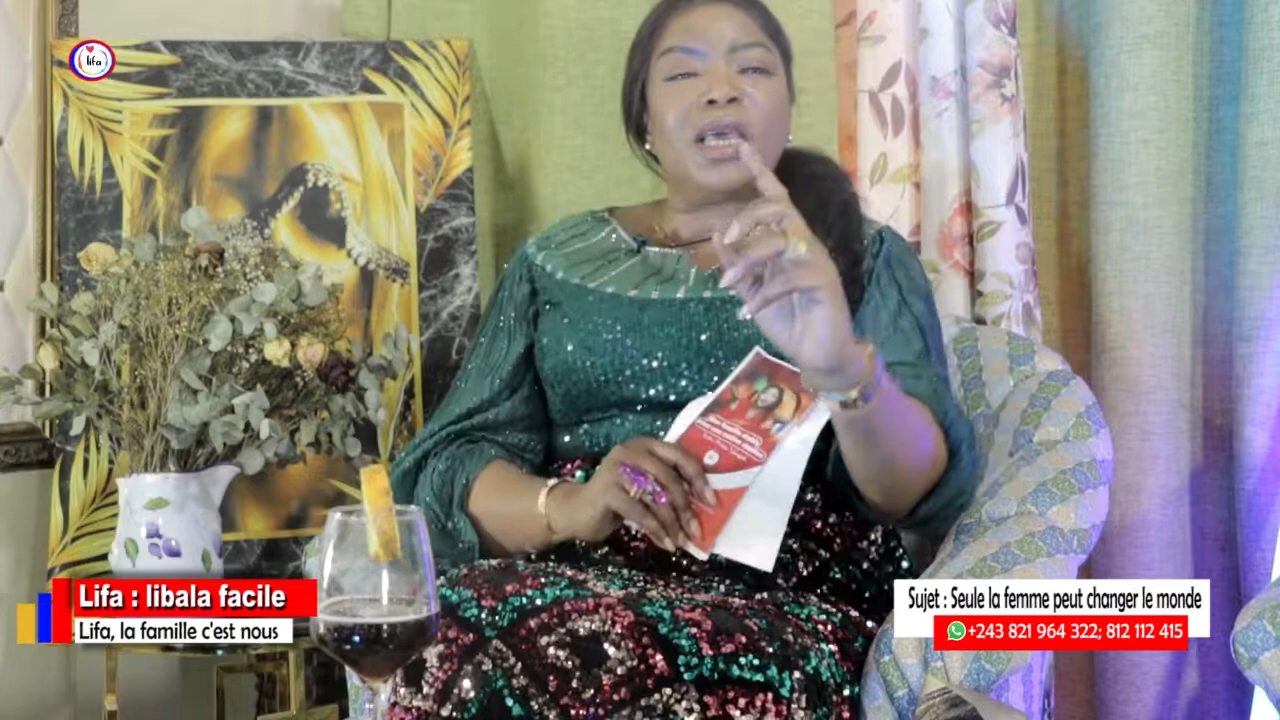 lifa
Lifa : libala facile
Lifa, la famille c'est nous
Sujet : Seule la femme peut changer le monde
+243 821 964 322; 812 112 415